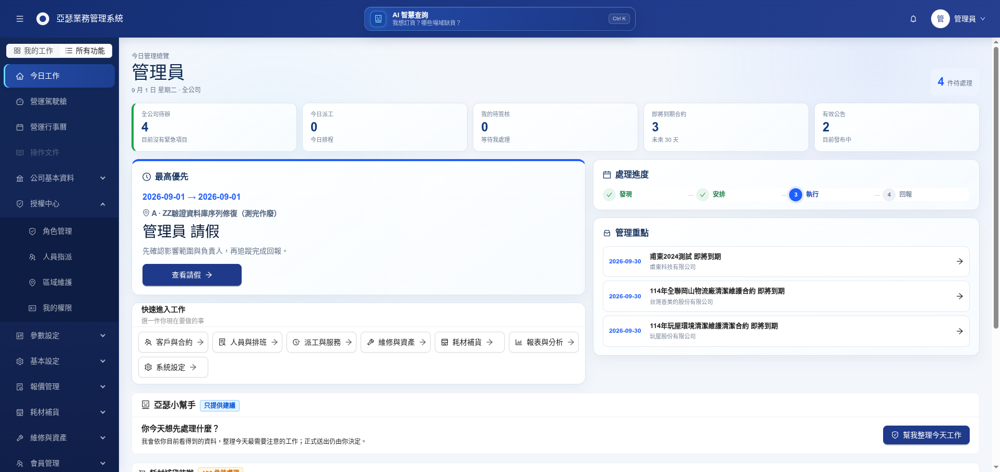 亞瑟業務管理系統
AI 智慧查詢
我想訂貨？哪些場域缺貨？
Ctrl K
管
管理員
我的工作
所有功能
今日工作
營運駕駛艙
營運行事曆
操作文件
公司基本資料
授權中心
角色管理
人員指派
區域維護
我的權限
參數設定
基本設定
報價管理
耗材補貨
維修與資產
會員管理
今日管理總覽
管理員
9 月 1 日 星期二 · 全公司
4 件待處理
全公司待辦
4
目前沒有緊急項目
今日派工
0
今日排程
我的待簽核
0
等待我處理
即將到期合約
3
未來 30 天
有效公告
2
目前發布中
最高優先
2026-09-01 → 2026-09-01
A · ZZ驗證資料庫序列修復（測完作廢）
管理員 請假
先確認影響範圍與負責人，再追蹤完成回報。
查看請假 →
快速進入工作
選一件你現在要做的事
客戶與合約 →
人員與排班 →
派工與服務 →
維修與資產 →
耗材補貨 →
報表與分析 →
系統設定 →
處理進度
發現
安排
3 執行
4 回報
管理重點
2026-09-30
甫東2024測試 即將到期
甫東科技有限公司
2026-09-30
114年全聯岡山物流廠清潔維護合約 即將到期
台灣善美的股份有限公司
2026-09-30
114年玩屋環境清潔維護清潔合約 即將到期
玩屋股份有限公司
亞瑟小幫手
只提供建議
你今天想先處理什麼？
我會依你目前看得到的資料，整理今天最需要注意的工作；正式送出仍由你決定。
幫我整理今天工作